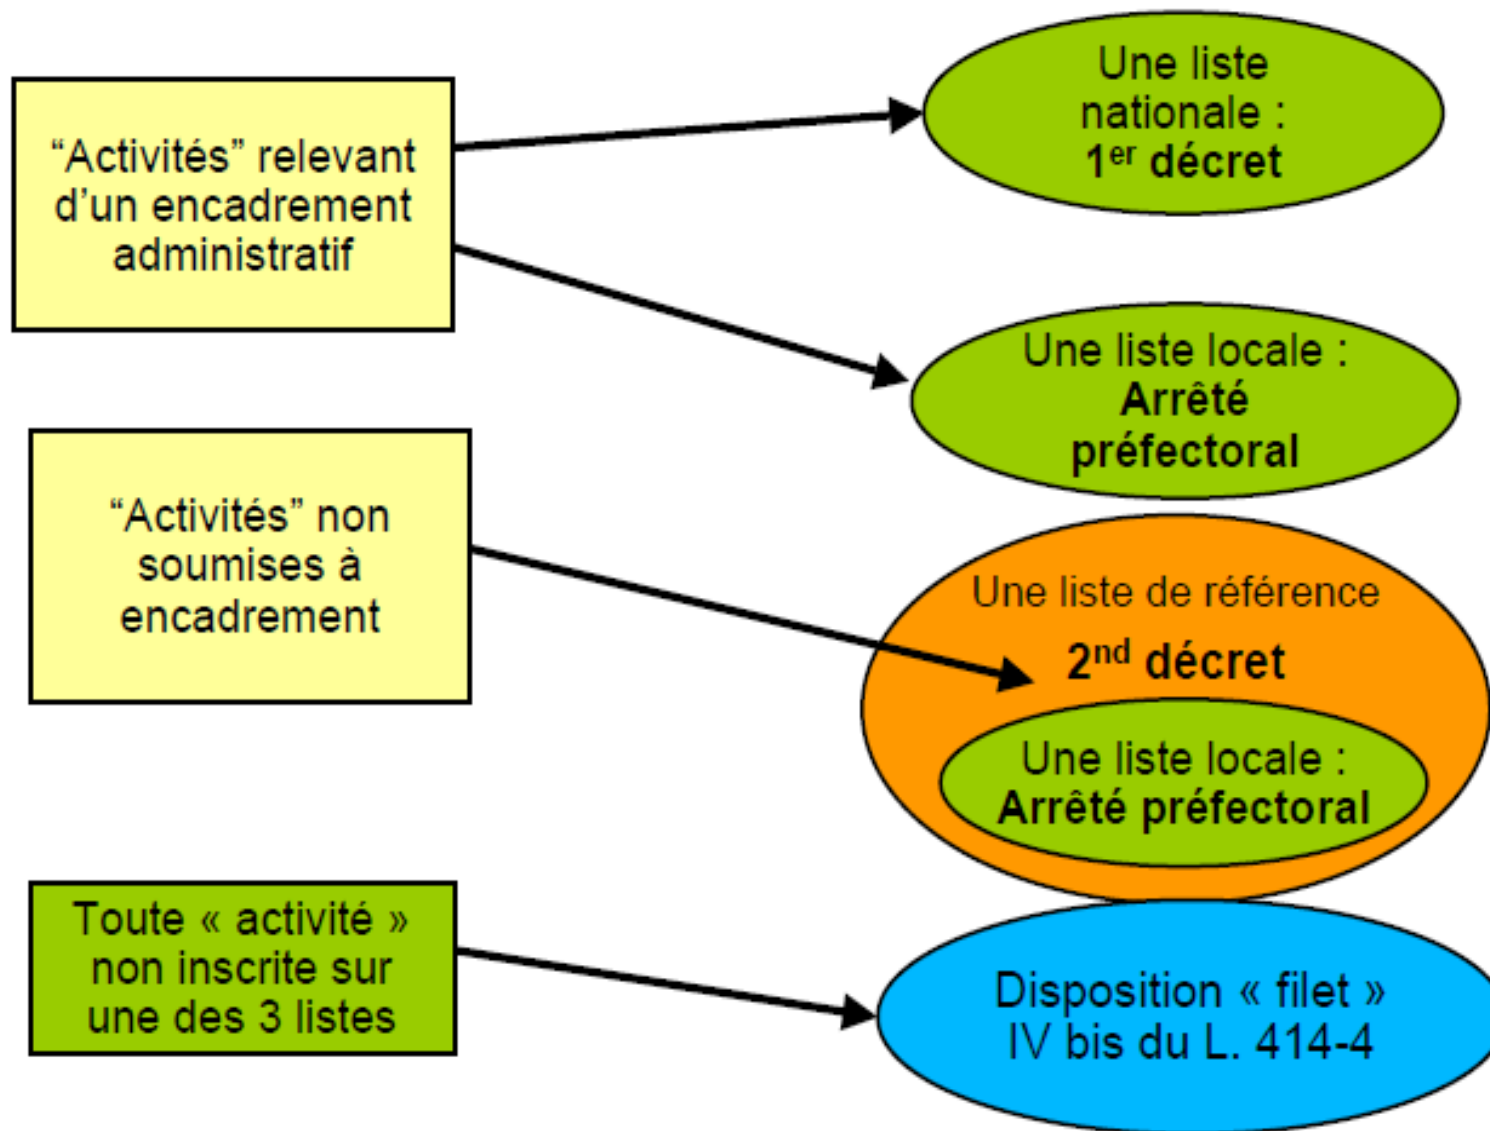 “Activités” relevant
d’un encadrement
administratif
Une liste
nationale :
1er décret
Une liste locale :
Arrêté
préfectoral
“Activités” non
soumises à
encadrement
Une liste de référence
2nd décret
Une liste locale :
Arrêté préfectoral
Toute « activité »
non inscrite sur
une des 3 listes
Disposition « filet »
IV bis du L. 414-4